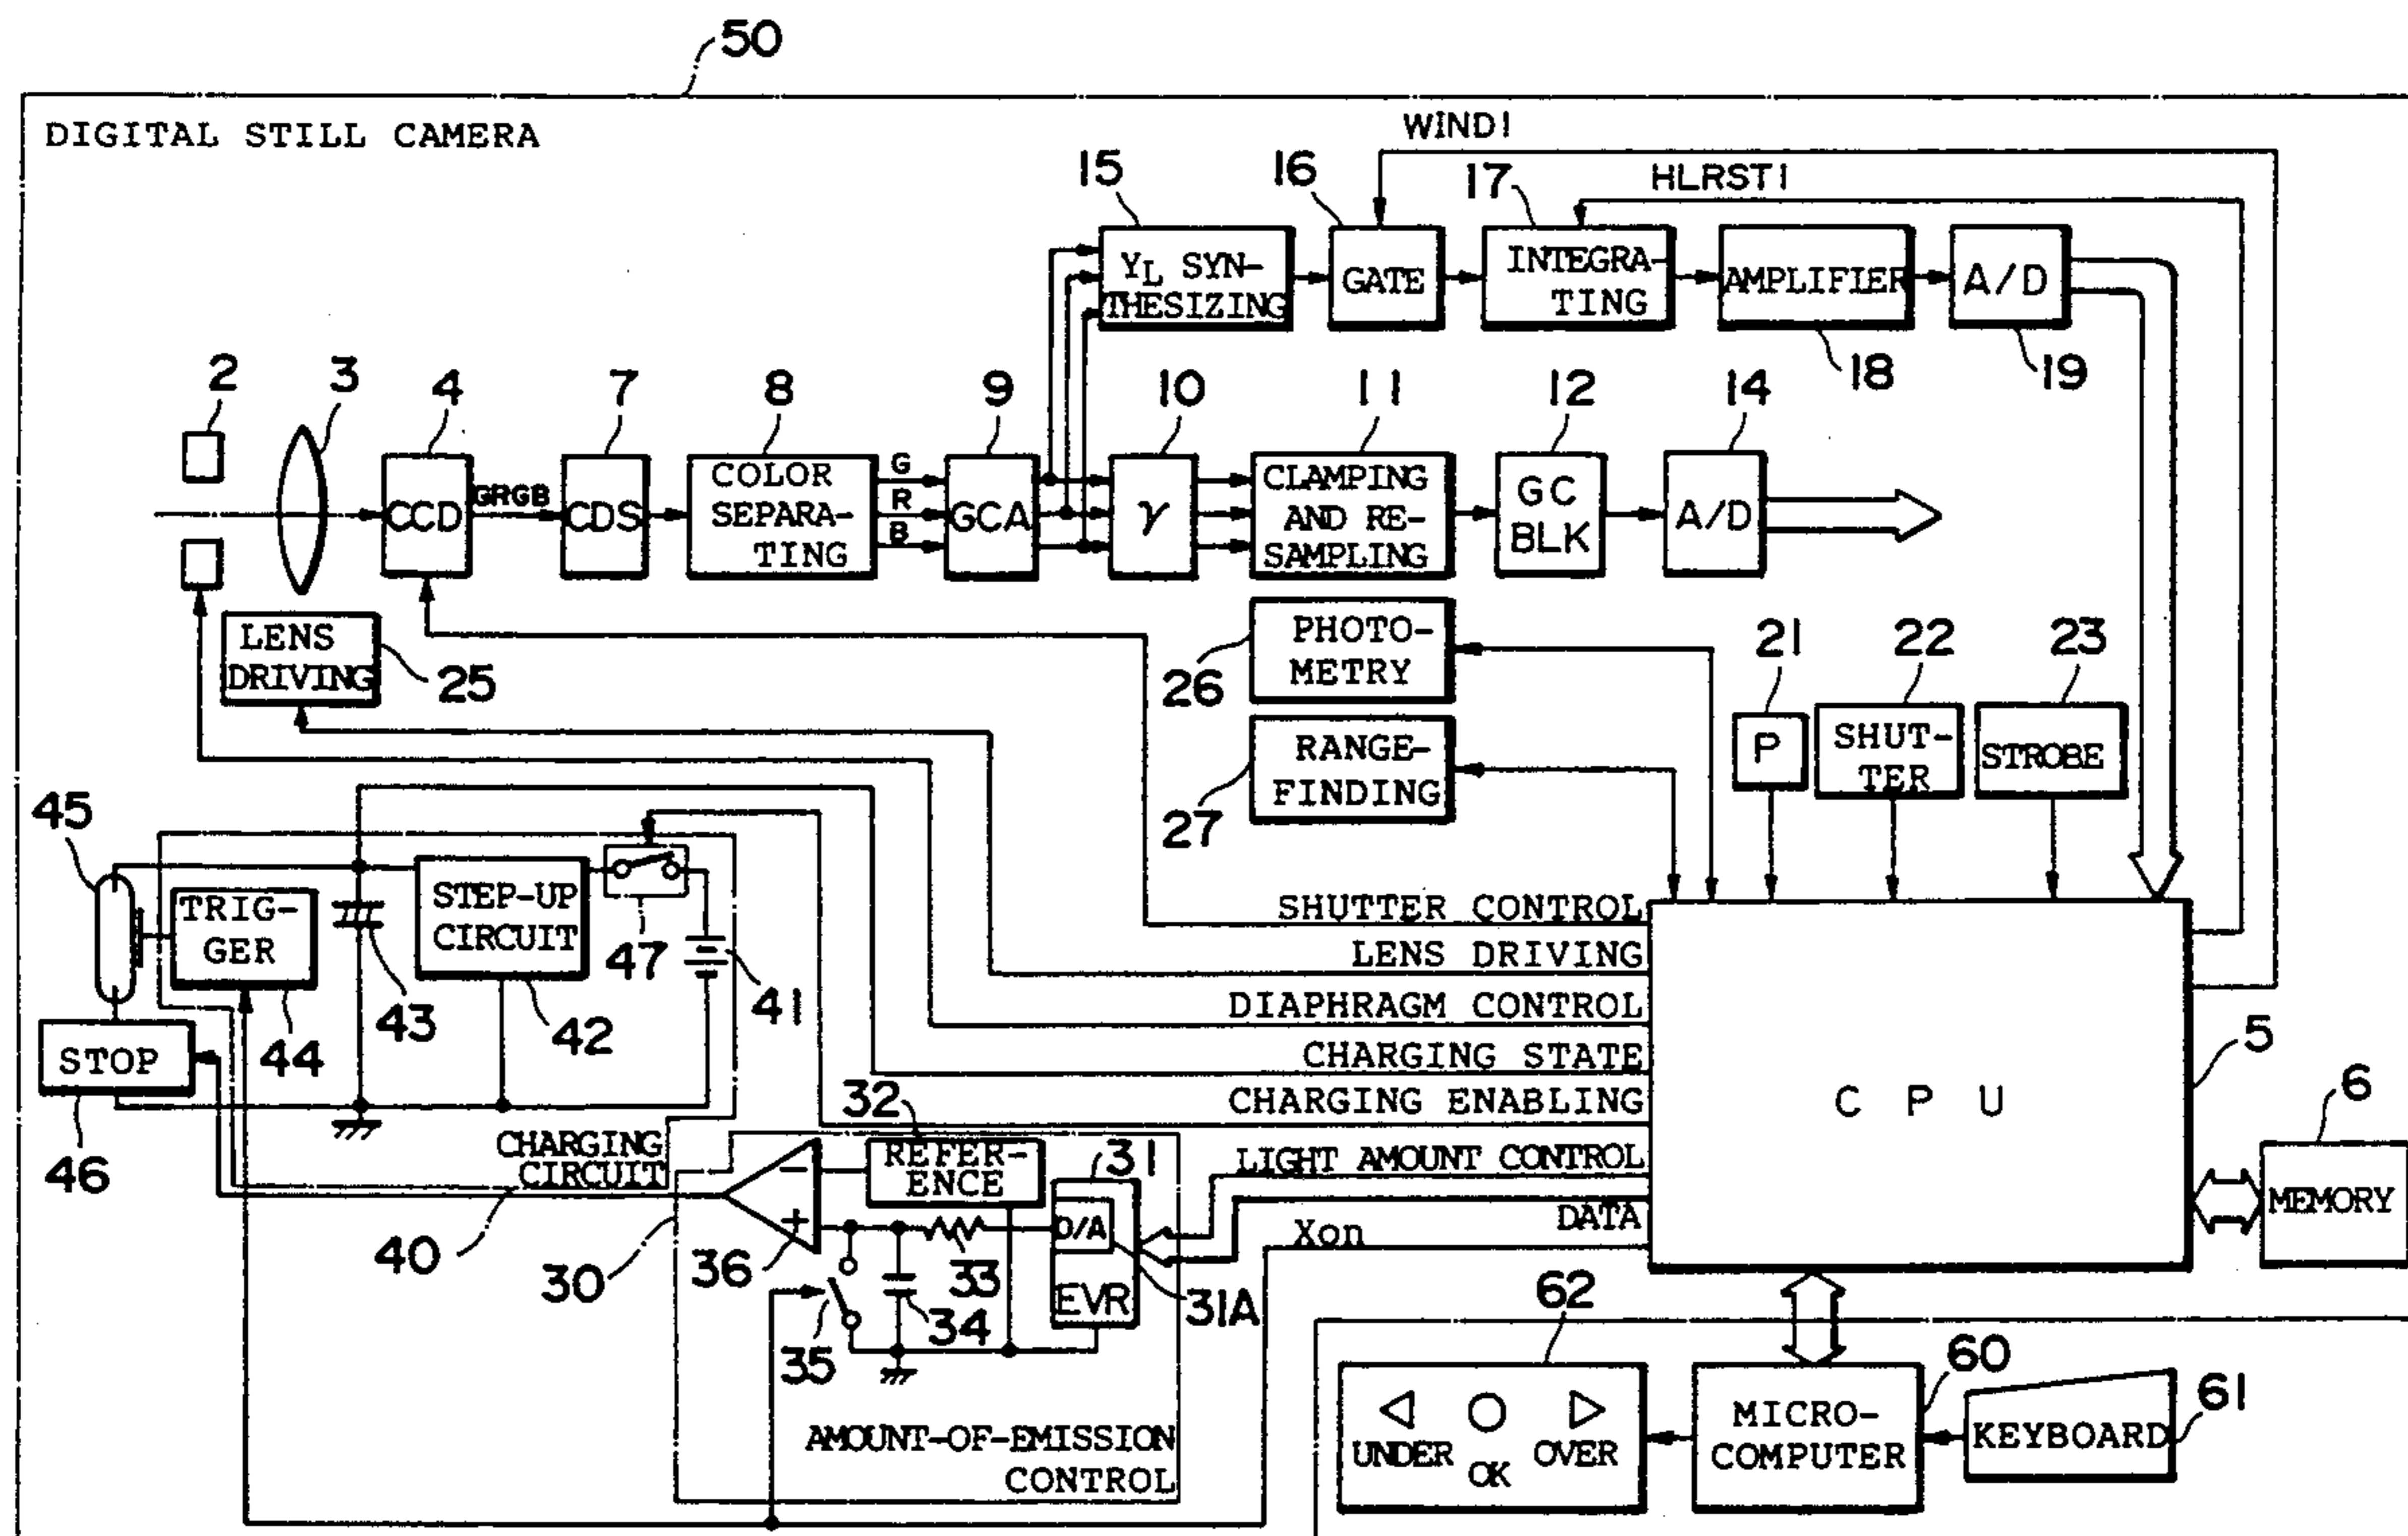 50
DIGITAL STILL CAMERA
WIND1
HLRST1
15
16
17
YL SYN-
THESIZING
GATE
INTEGRA-
TING
AMPLIFIER
A/D
18
19
2
3
4
7
8
9
10
11
12
14
CCD
GRGB
CDS
COLOR
SEPARA-
TING
G
R
B
GCA
γ
CLAMPING
AND RE-
SAMPLING
GC
BLK
A/D
LENS
DRIVING
25
PHOTO-
METRY
26
RANGE-
FINDING
27
21
22
23
P
SHUT-
TER
STROBE
45
TRIG-
GER
STEP-UP
CIRCUIT
47
41
43
42
44
STOP
46
CHARGING
CIRCUIT
40
SHUTTER CONTROL
LENS DRIVING
DIAPHRAGM CONTROL
CHARGING STATE
CHARGING ENABLING
LIGHT AMOUNT CONTROL
DATA
Xon
C P U
5
6
MEMORY
32
REFER-
ENCE
31
D/A
EVR
31A
−
+
36
30
33
34
35
AMOUNT-OF-EMISSION
CONTROL
62
UNDER
OK
OVER
60
MICRO-
COMPUTER
61
KEYBOARD